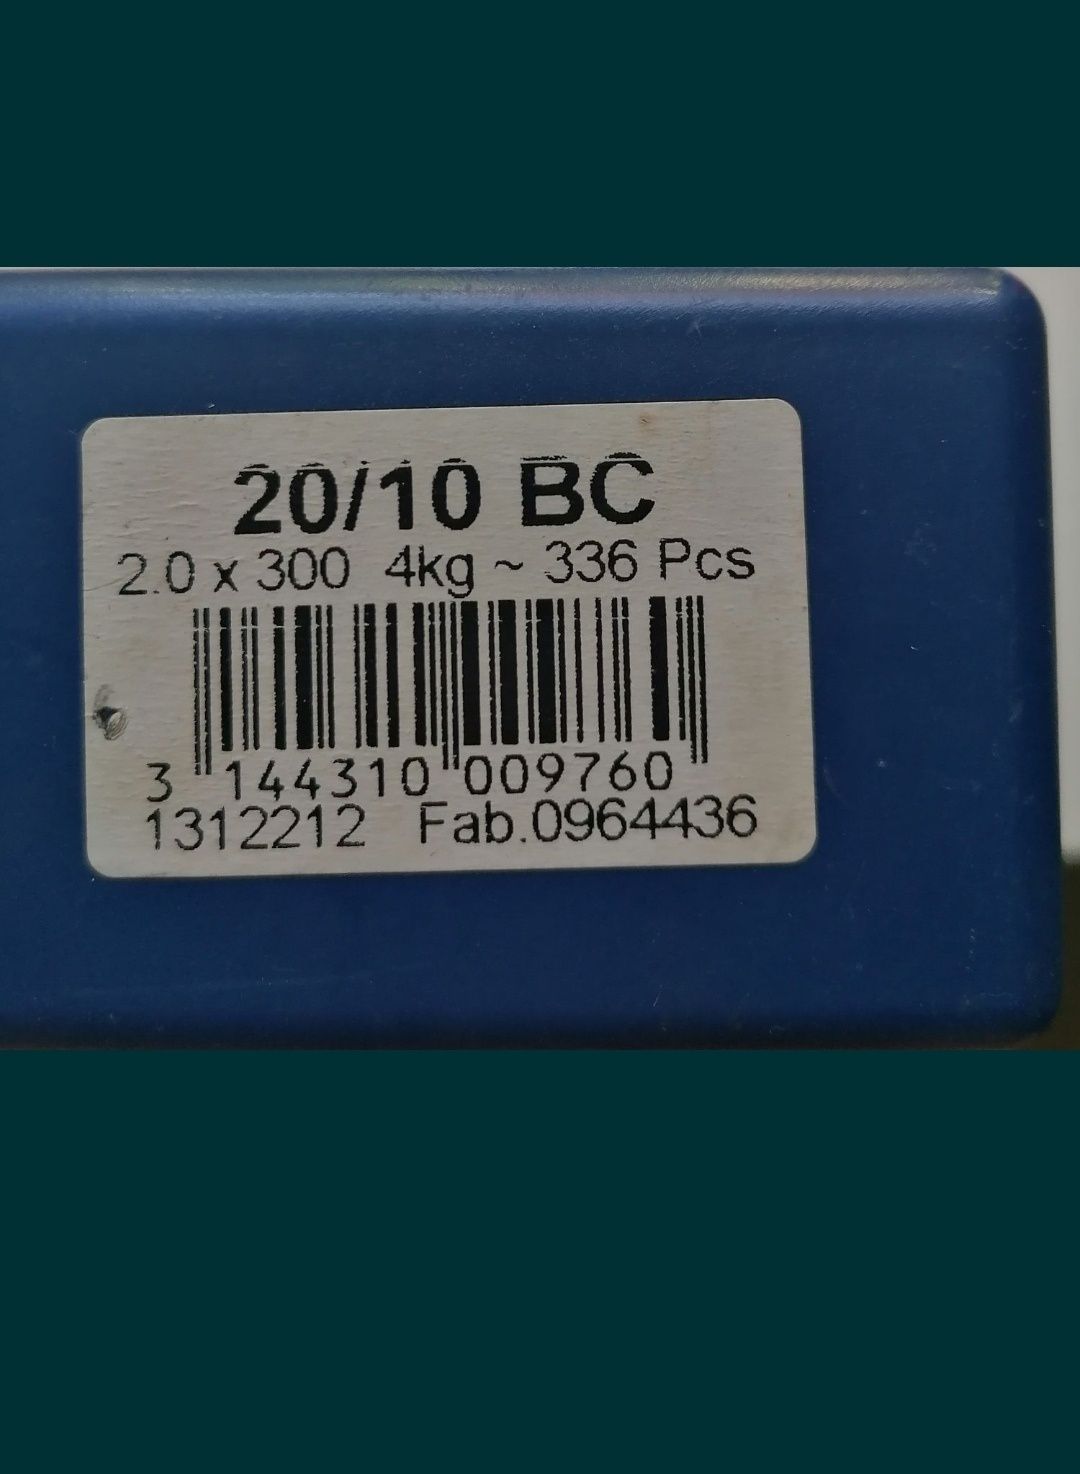 20/10 BC
2.0 x 300 4kg ~ 336 Pcs
3 144310 009760
1312212 Fab.0964436